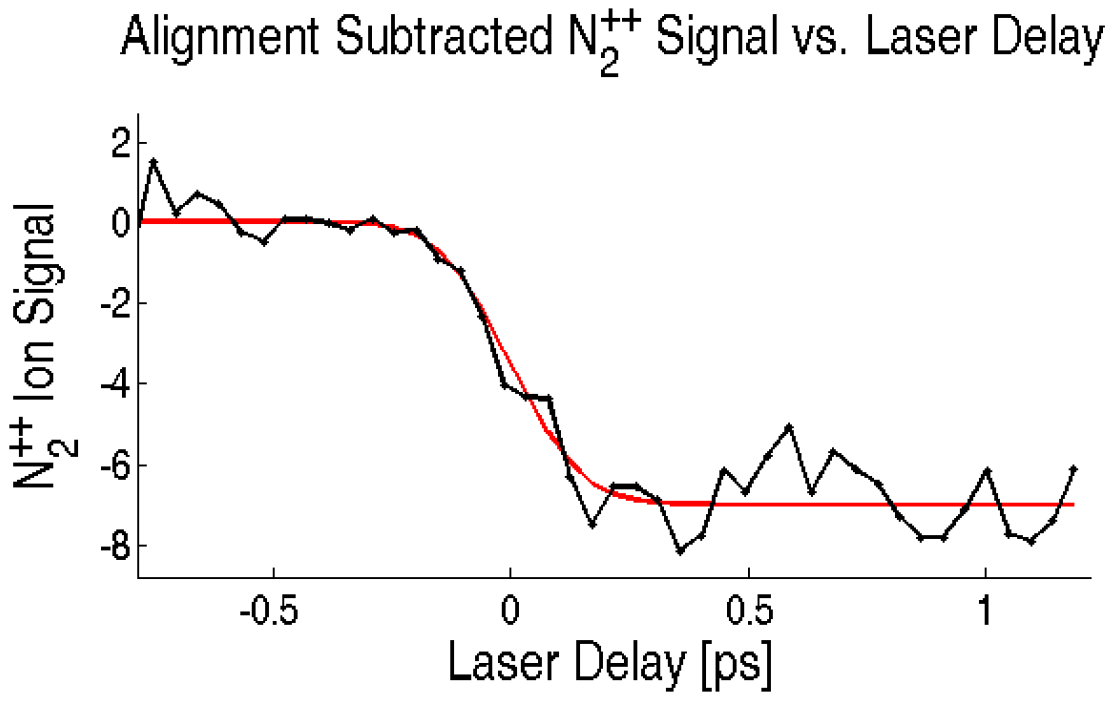 Alignment Subtracted N₂⁺⁺ Signal vs. Laser Delay
N₂⁺⁺ Ion Signal
2
0
-2
-4
-6
-8
-0.5 0 0.5 1
Laser Delay [ps]